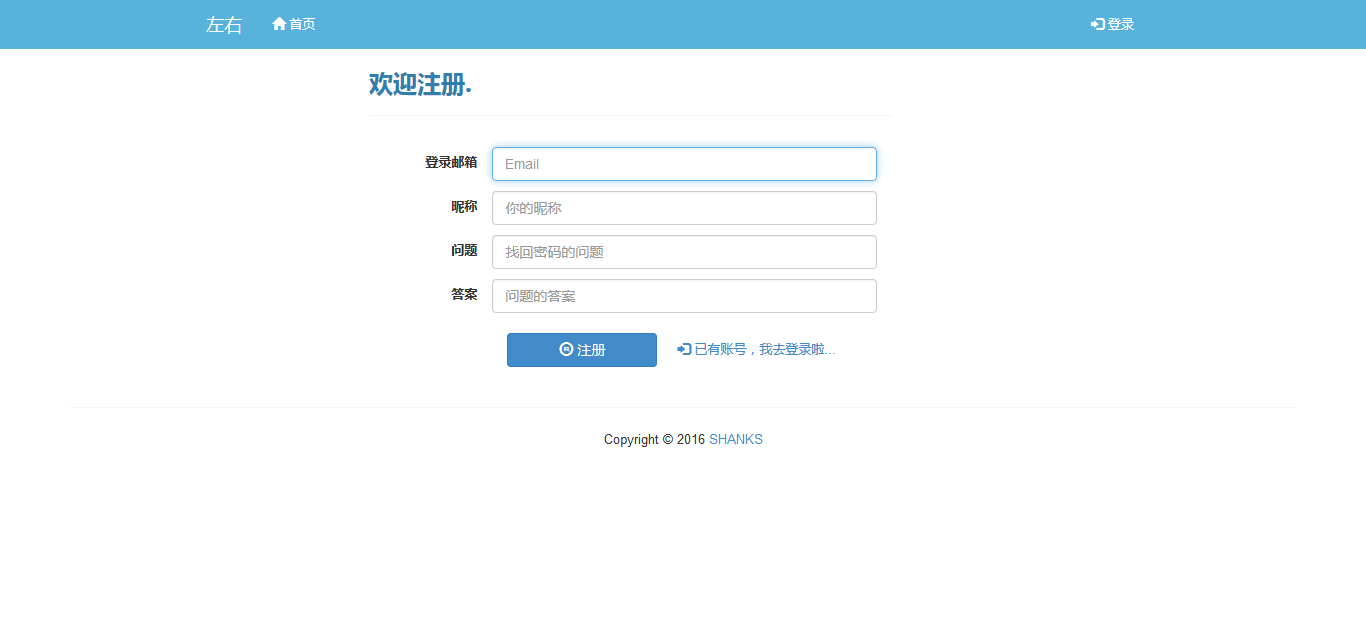 左右 首页 登录
欢迎注册.
登录邮箱 Email
昵称 你的昵称
问题 找回密码的问题
答案 问题的答案
® 注册 已有账号，我去登录啦...
Copyright © 2016 SHANKS